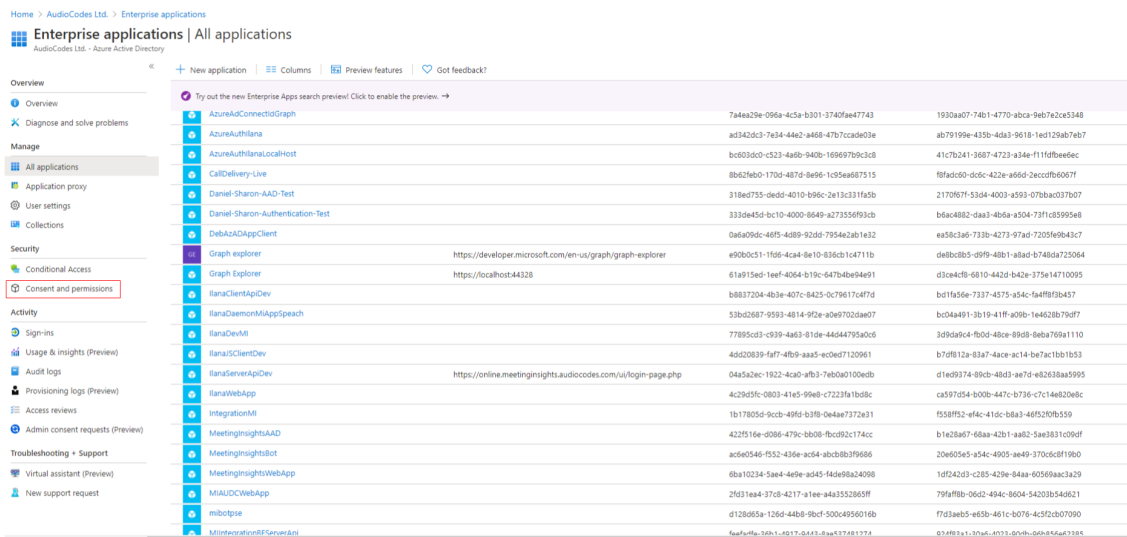 Home > AudioCodes Ltd. > Enterprise applications
Enterprise applications | All applications
AudioCodes Ltd. - Azure Active Directory
«
Overview
Overview
Diagnose and solve problems
Manage
All applications
Application proxy
User settings
Collections
Security
Conditional Access
Consent and permissions
Activity
Sign-ins
Usage & insights (Preview)
Audit logs
Provisioning logs (Preview)
Access reviews
Admin consent requests (Preview)
Troubleshooting + Support
Virtual assistant (Preview)
New support request
New application
Columns
Preview features
Got feedback?
Try out the new Enterprise Apps search preview! Click to enable the preview. →
AzureAdConnectIdGraph 7a4ea29e-096a-4c5a-b301-3740fae47743 1930aa07-74b1-4770-abca-9eb7e2ce5348
AzureAuthIlana ad342dc3-7e34-44e2-a468-47b7ccade03e ab79199e-435b-4da3-9618-1ed129ab7eb7
AzureAuthIlanaLocalHost bc603dc0-c523-4a6b-940b-169697b9c3c8 41c7b241-3687-4723-a34e-f11fdfbee6ec
CallDelivery-Live 8b62feb0-170d-487d-8e96-1c95ea687515 f8fadc60-dc6c-422e-a66d-2eccdfb6067f
Daniel-Sharon-AAD-Test 318ed755-dedd-4010-b96c-2e13c331fa5b 2170f67f-53d4-4003-a593-07bbac037b07
Daniel-Sharon-Authentication-Test 333de45d-bc10-4000-8649-a273556f93cb b6ac4882-daa3-4b6a-a504-73f1c85995e8
DebAzADAppClient 0a6a09dc-46f5-4d89-92dd-7954e2ab1e32 ea58c3a6-733b-4273-97ad-7205fe9b43c7
GE Graph explorer https://developer.microsoft.com/en-us/graph/graph-explorer e90b0c51-1fd6-4ca4-8e10-836cb1c4711b de8bc8b5-d9f9-48b1-a8ad-b748da725064
Graph Explorer https://localhost:44328 61a915ed-1eef-4064-b19c-647b4be94e91 d3ce4cf8-6810-442d-b42e-375e14710095
IlanaClientApiDev b8837204-4b3e-407c-8425-0c79617c4f7d bd1fa56e-7337-4575-a54c-fa4ff8f3b457
IlanaDaemonMiAppSpeach 53bd2687-9593-4814-9f2e-a0e9702dae07 bc04a491-3b19-41ff-a09b-1e4628b79df7
IlanaDevMI 77895cd3-c939-4a63-81de-44d44795a0c6 3d9da9c4-fb0d-48ce-89d8-8eba769a1110
IlanaJSClientDev 4dd20839-faf7-4fb9-aaa5-ec0ed7120961 b7df812a-83a7-4ace-ac14-be7ac1bb1b53
IlanaServerApiDev https://online.meetinginsights.audiocodes.com/ui/login-page.php 04a5a2ec-1922-4ca0-afb3-7eb0a0100edb d1ed9374-89cb-48d3-ae7d-e82638aa5995
IlanaWebApp 4c29d5fc-0803-41e5-99e8-c7223fa1bd8c ca597d54-b00b-447c-b736-c7c14e820e8c
IntegrationMI 1b17805d-9ccb-49fd-b3f8-0e4ae7372e31 f558ff52-ef4c-41dc-b8a3-46f52f0fb559
MeetingInsightsAAD 422f516e-d086-479c-bb08-fbcd92c174cc b1e28a67-68aa-42b1-aa82-5ae3831c09df
MeetingInsightsBot ac6e0546-f552-436e-ac64-abcb8b3f9686 20e605e5-a54c-4905-ae49-370c6c8f19b0
MeetingInsightsWebApp 6ba10234-5ae4-4e9e-ad45-f4de98a24098 1df242d3-c285-429e-84aa-60569aac3a29
MIAUDCWebApp 2fd31ea4-37c8-4217-a1ee-a4a3552865ff 79faff8b-06d2-494c-8604-54203b54d621
mibotpse d128d65a-126d-44b8-9bcf-500c4956016b f7d3aeb5-e65b-461c-b076-4c5f2cb07090
MIIntegrationBEServerApi feefadfe-36b1-4917-9443-8ae537481274 924f83a1-30a6-4023-90db-96b856e62385